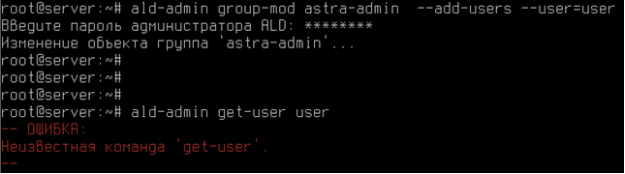 root@server:~# ald-admin group-mod astra-admin  --add-users --user=user
Введите пароль администратора ALD: ********
Изменение объекта группа 'astra-admin'...
root@server:~#
root@server:~#
root@server:~#
root@server:~# ald-admin get-user user
-- ОШИБКА:
Неизвестная команда 'get-user'.
--